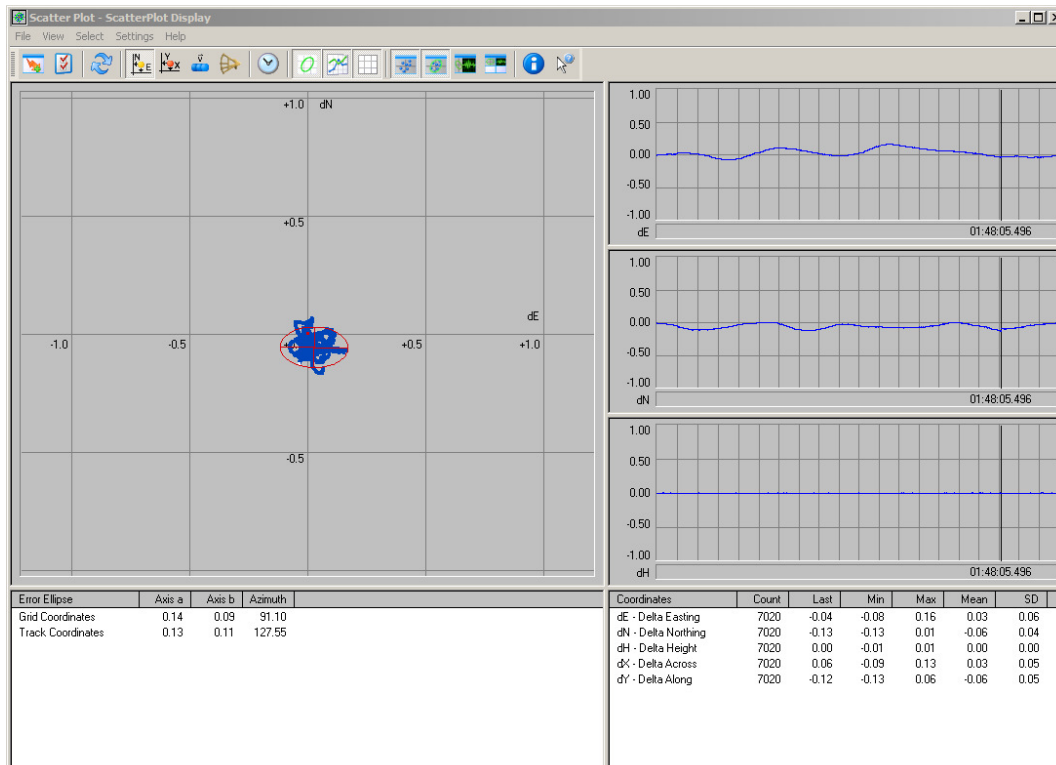 Scatter Plot - ScatterPlot Display
File View Select Settings Help
+1.0 dN
+0.5
dE
-1.0 -0.5 +0.5 +1.0
-0.5
1.00
0.50
0.00
-0.50
-1.00
dE 01:48:05.496
1.00
0.50
0.00
-0.50
-1.00
dN 01:48:05.496
1.00
0.50
0.00
-0.50
-1.00
dH 01:48:05.496
Error Ellipse Axis a Axis b Azimuth
Grid Coordinates 0.14 0.09 91.10
Track Coordinates 0.13 0.11 127.55
Coordinates Count Last Min Max Mean SD
dE - Delta Easting 7020 -0.04 -0.08 0.16 0.03 0.06
dN - Delta Northing 7020 -0.13 -0.13 0.01 -0.06 0.04
dH - Delta Height 7020 0.00 -0.01 0.01 0.00 0.00
dX - Delta Across 7020 0.06 -0.09 0.13 0.03 0.05
dY - Delta Along 7020 -0.12 -0.13 0.06 -0.06 0.05